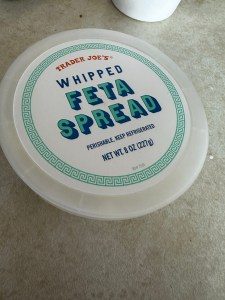 TRADER JOE'S®
WHIPPED
FETA
SPREAD
PERISHABLE, KEEP REFRIGERATED
NET WT. 8 OZ (227g)